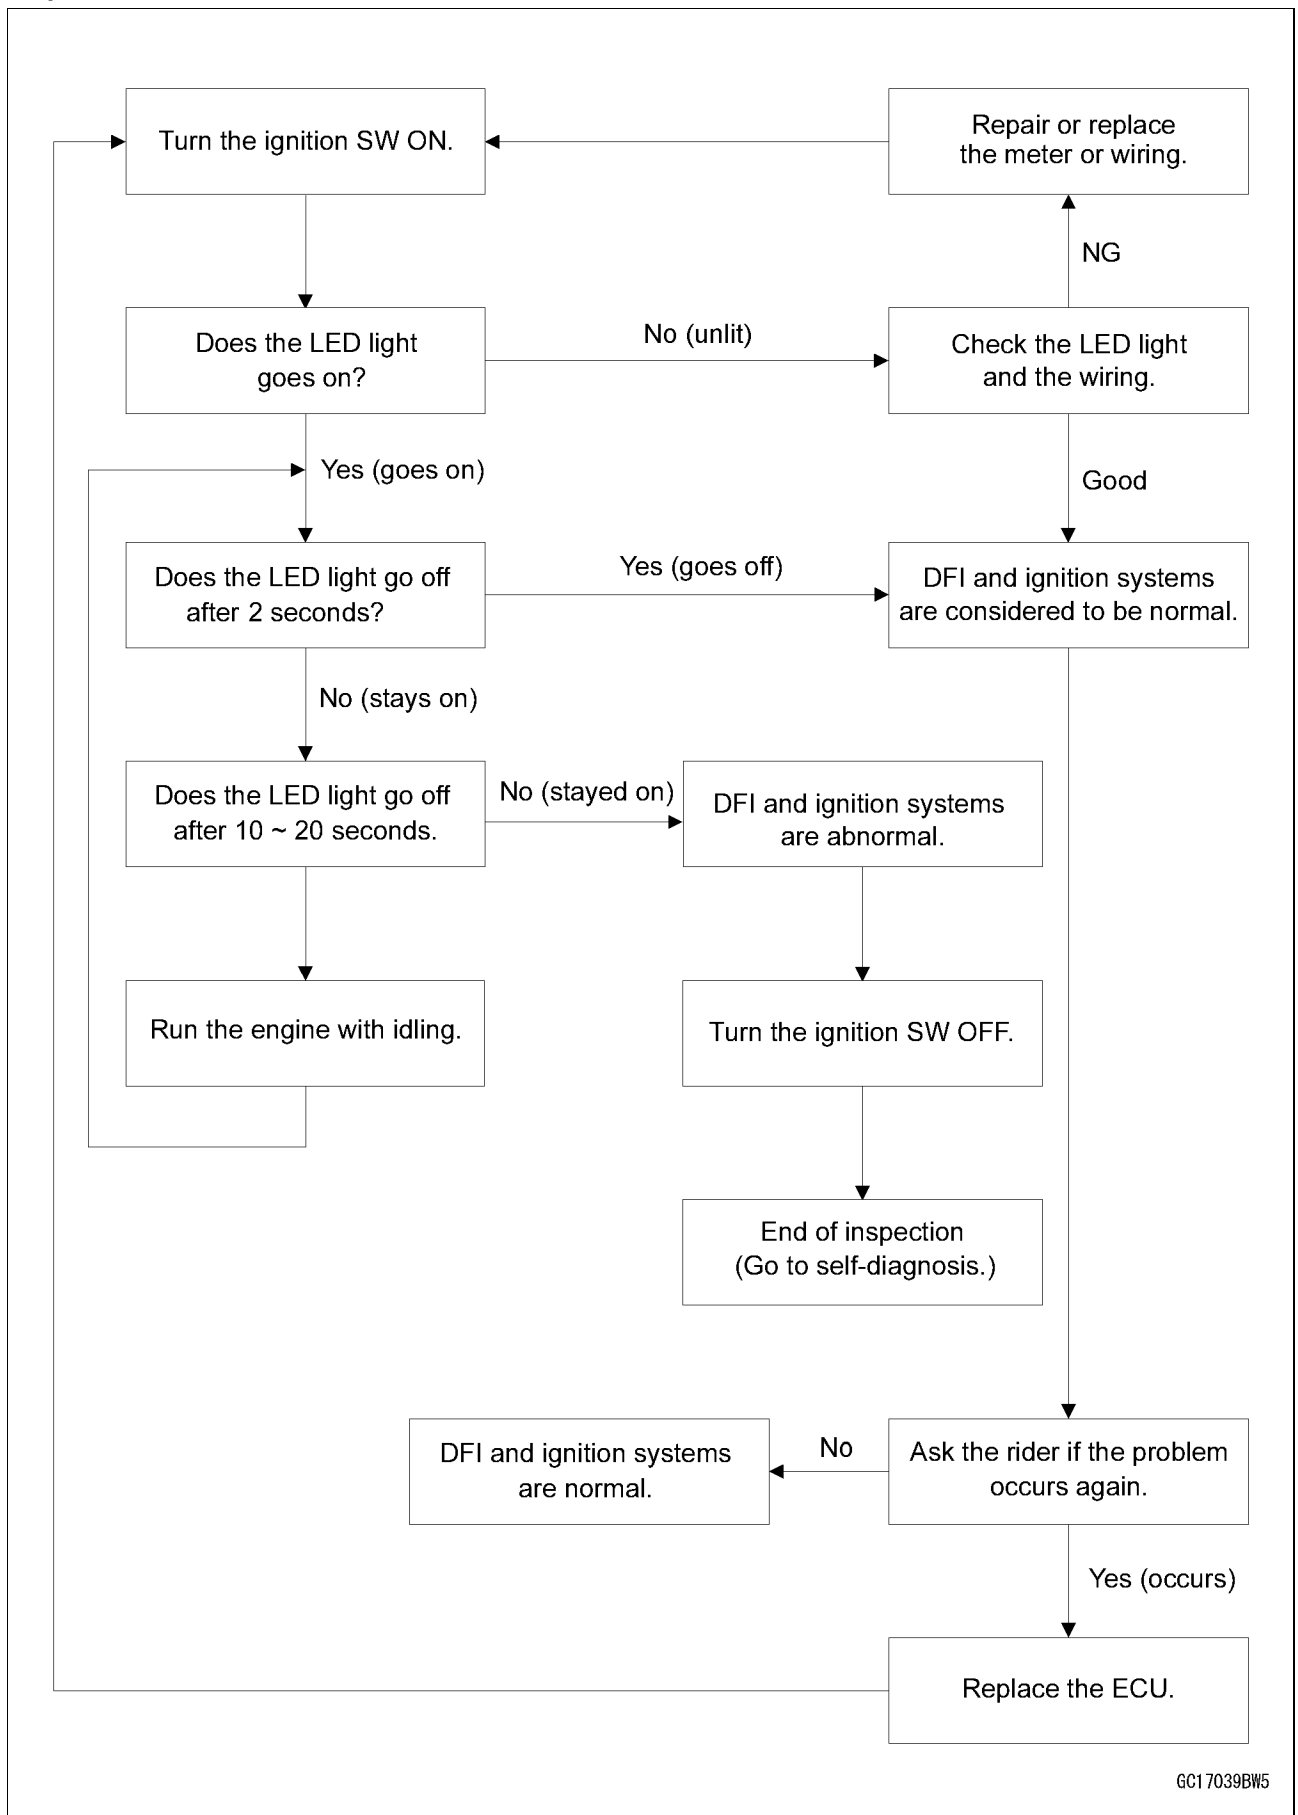 Turn the ignition SW ON.
Repair or replace
the meter or wiring.
NG
Does the LED light
goes on?
No (unlit)
Check the LED light
and the wiring.
Yes (goes on)
Good
Does the LED light go off
after 2 seconds?
Yes (goes off)
DFI and ignition systems
are considered to be normal.
No (stays on)
Does the LED light go off
after 10 ~ 20 seconds.
No (stayed on)
DFI and ignition systems
are abnormal.
Run the engine with idling.
Turn the ignition SW OFF.
End of inspection
(Go to self-diagnosis.)
DFI and ignition systems
are normal.
No
Ask the rider if the problem
occurs again.
Yes (occurs)
Replace the ECU.
GC17039BW5